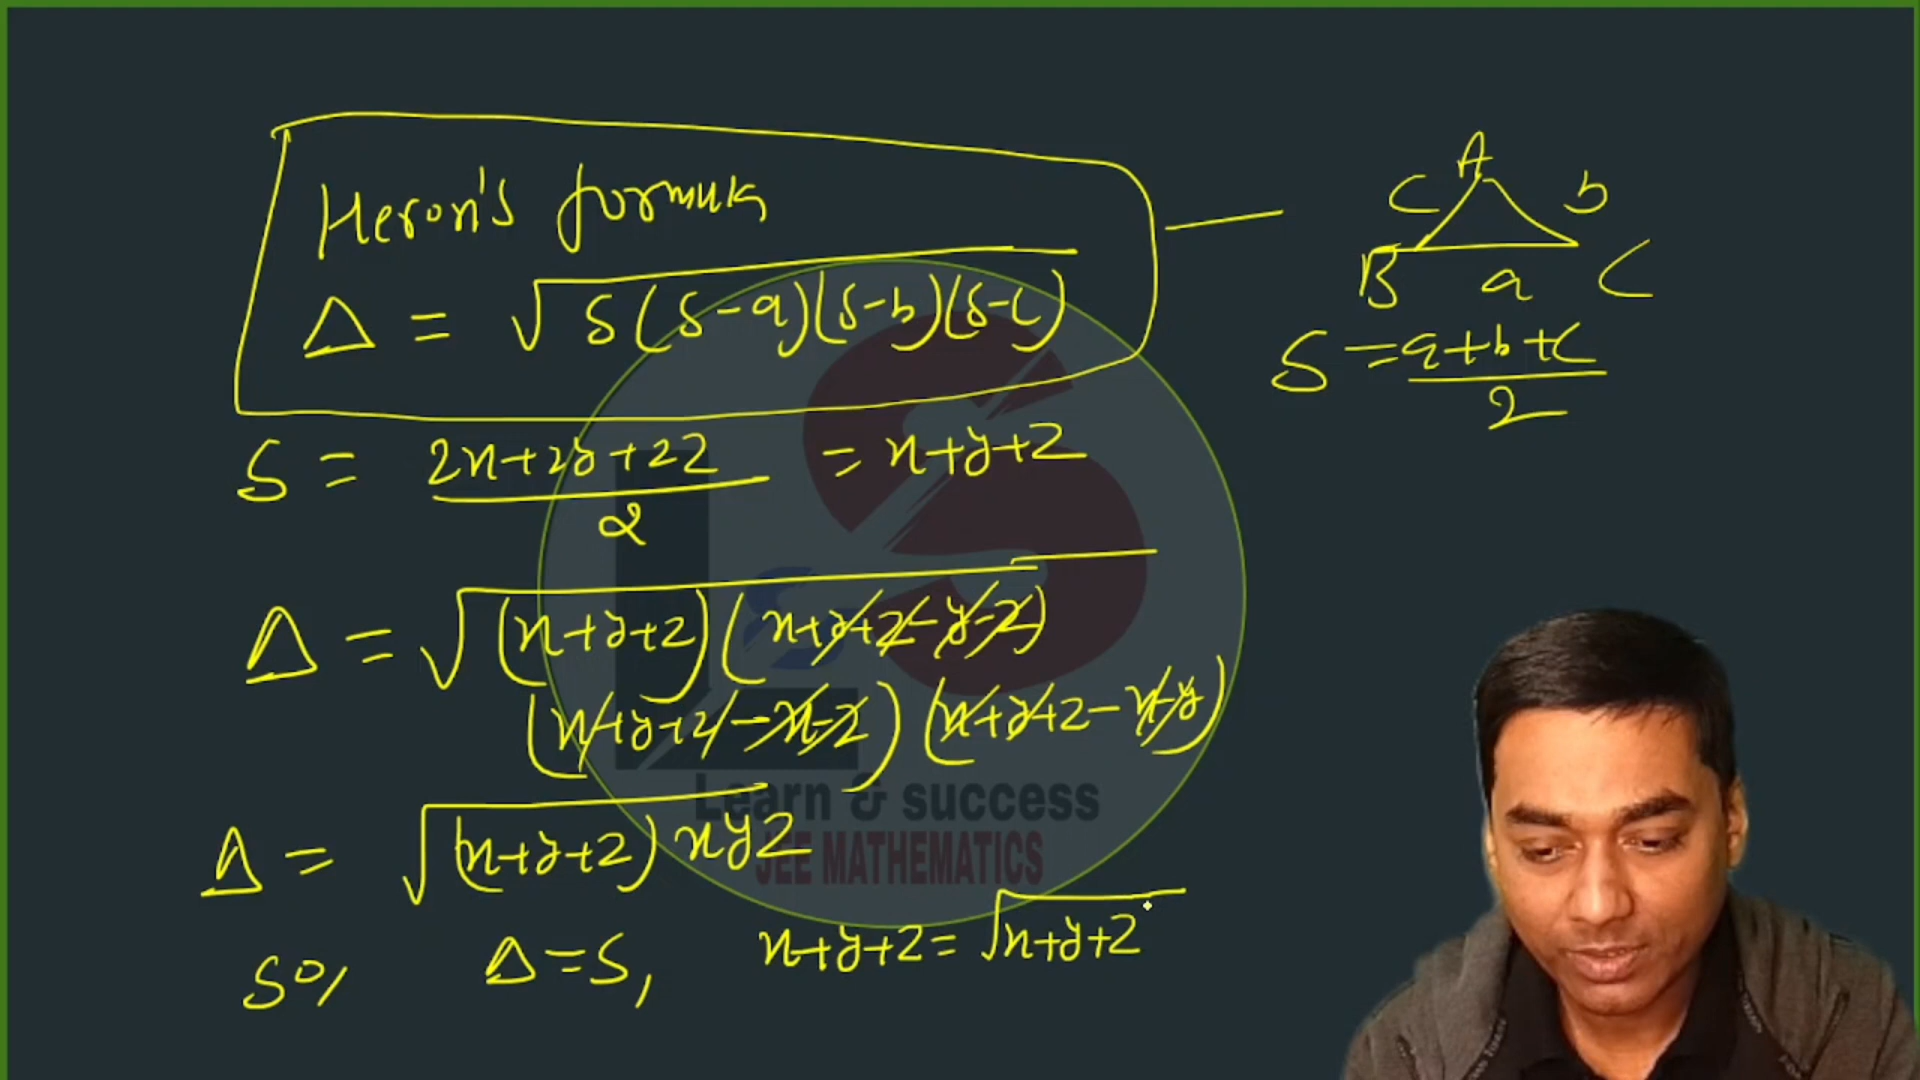 Heron's formula
Δ = √S(S-a)(S-b)(S-c)
A
C b
B a C
S = a+b+c / 2
S = 2x+2y+2z / 2 = x+y+z
Δ = √(x+y+z)(x+y+z-y-z)
(x+y+z-x-z)(x+y+z-x-y)
Δ = √(x+y+z)xyz
So, Δ=S, x+y+z = √x+y+z
Learn & success
JEE MATHEMATICS